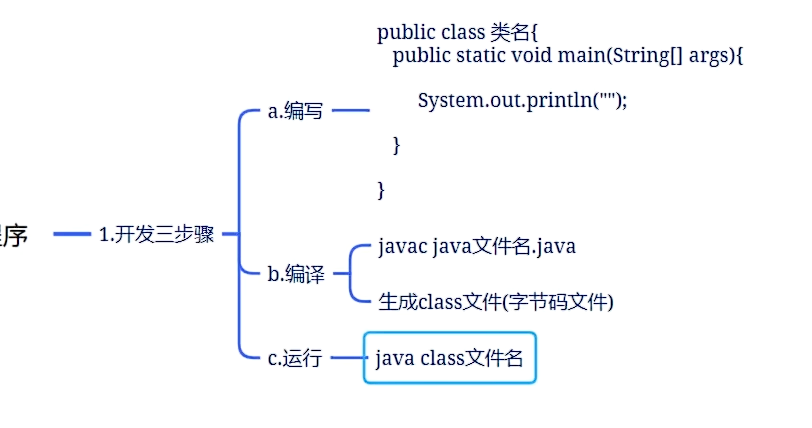 程序
1.开发三步骤
a.编写
public class 类名{
public static void main(String[] args){
System.out.println("");
}
}
b.编译
javac java文件名.java
生成class文件(字节码文件)
c.运行
java class文件名